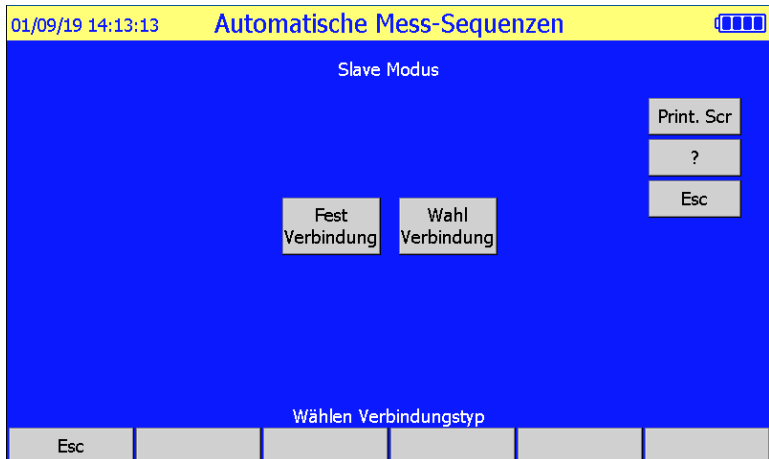 01/09/19 14:13:13 Automatische Mess-Sequenzen
Slave Modus
Print. Scr
?
Esc
Fest
Verbindung
Wahl
Verbindung
Wählen Verbindungstyp
Esc